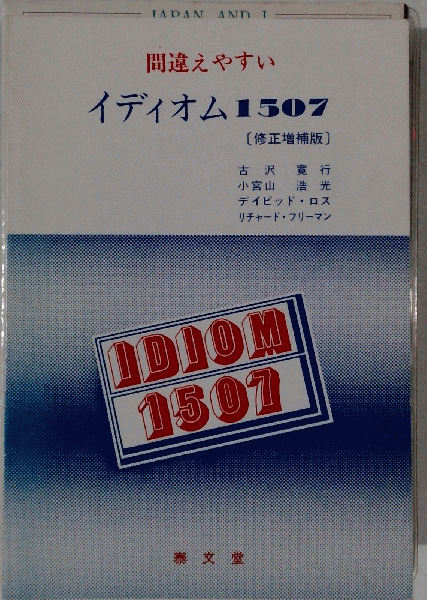 JAPAN AND I
間違えやすい
イディオム1507
〔修正増補版〕
古沢 寛行
小宮山 浩光
デイビッド・ロス
リチャード・フリーマン
IDIOM
1507
泰文堂